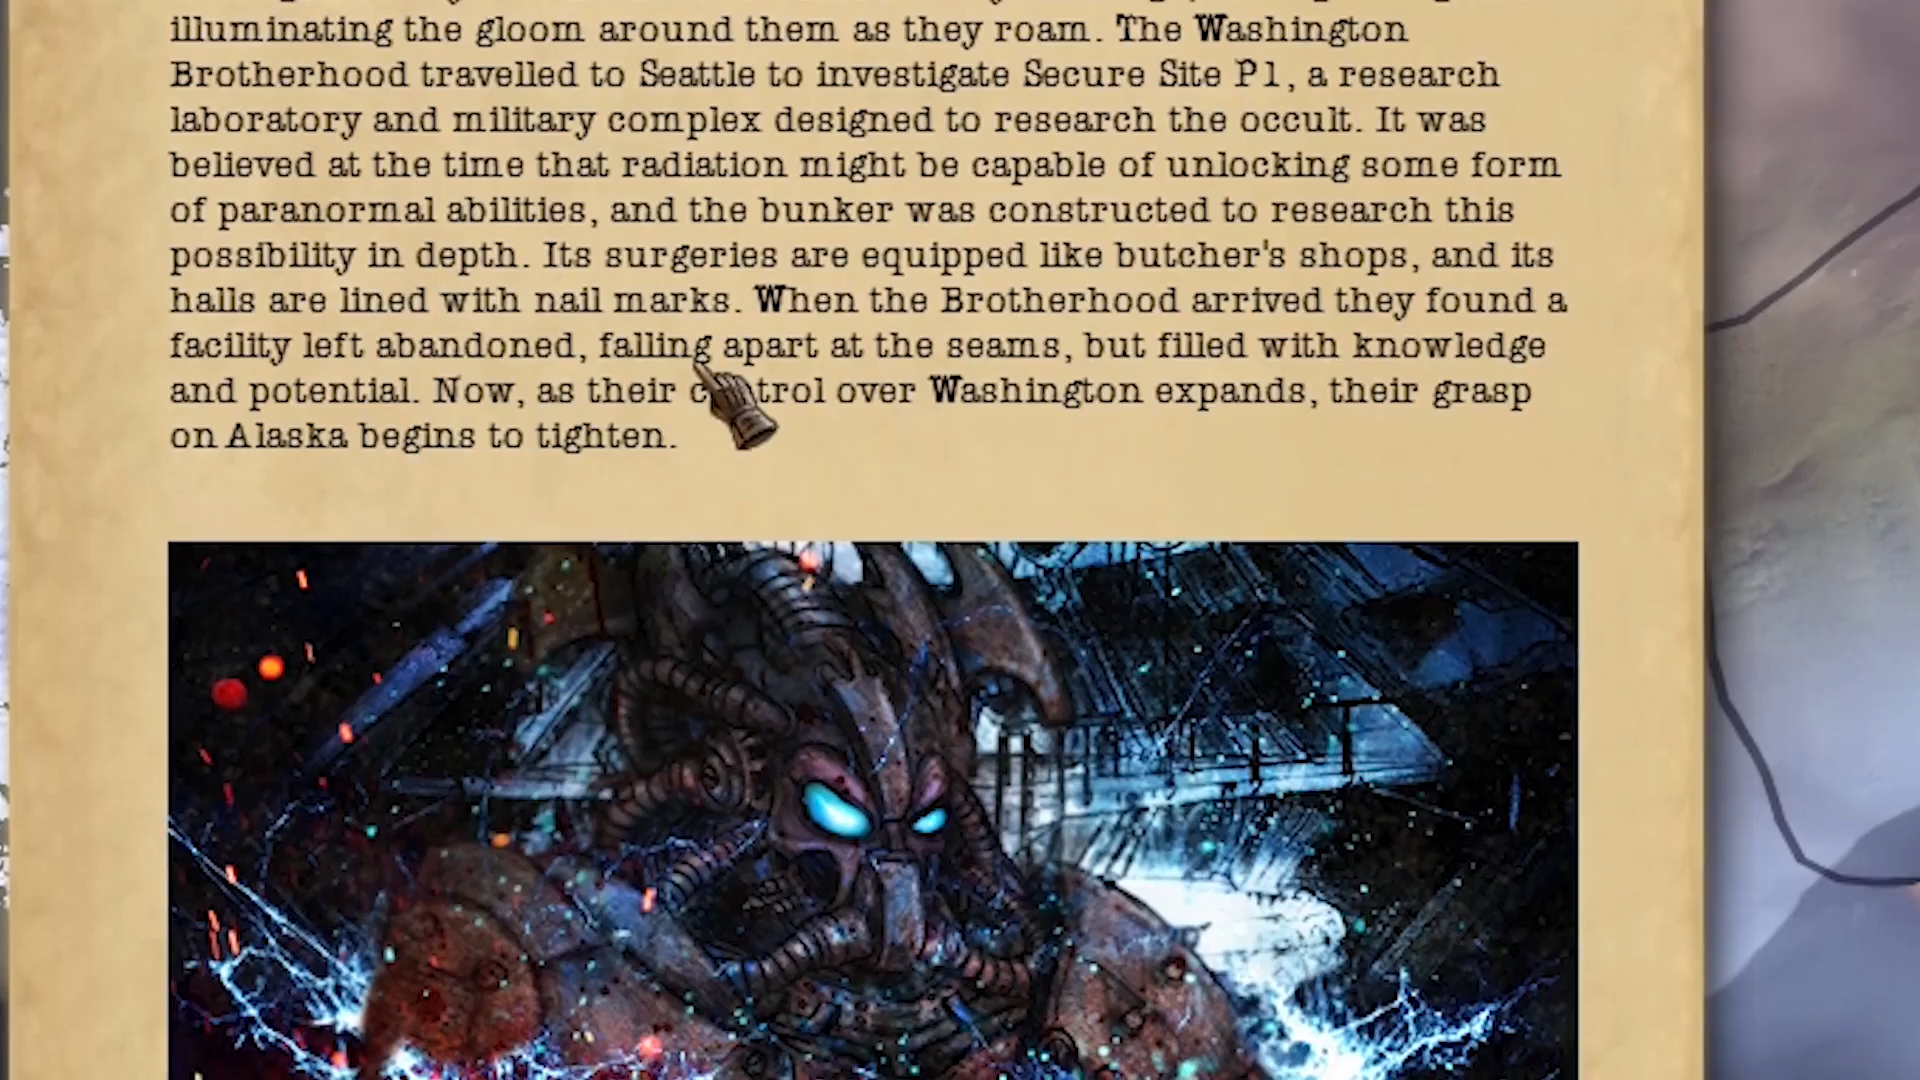 illuminating the gloom around them as they roam. The Washington
Brotherhood travelled to Seattle to investigate Secure Site P1, a research
laboratory and military complex designed to research the occult. It was
believed at the time that radiation might be capable of unlocking some form
of paranormal abilities, and the bunker was constructed to research this
possibility in depth. Its surgeries are equipped like butcher's shops, and its
halls are lined with nail marks. When the Brotherhood arrived they found a
facility left abandoned, falling apart at the seams, but filled with knowledge
and potential. Now, as their control over Washington expands, their grasp
on Alaska begins to tighten.